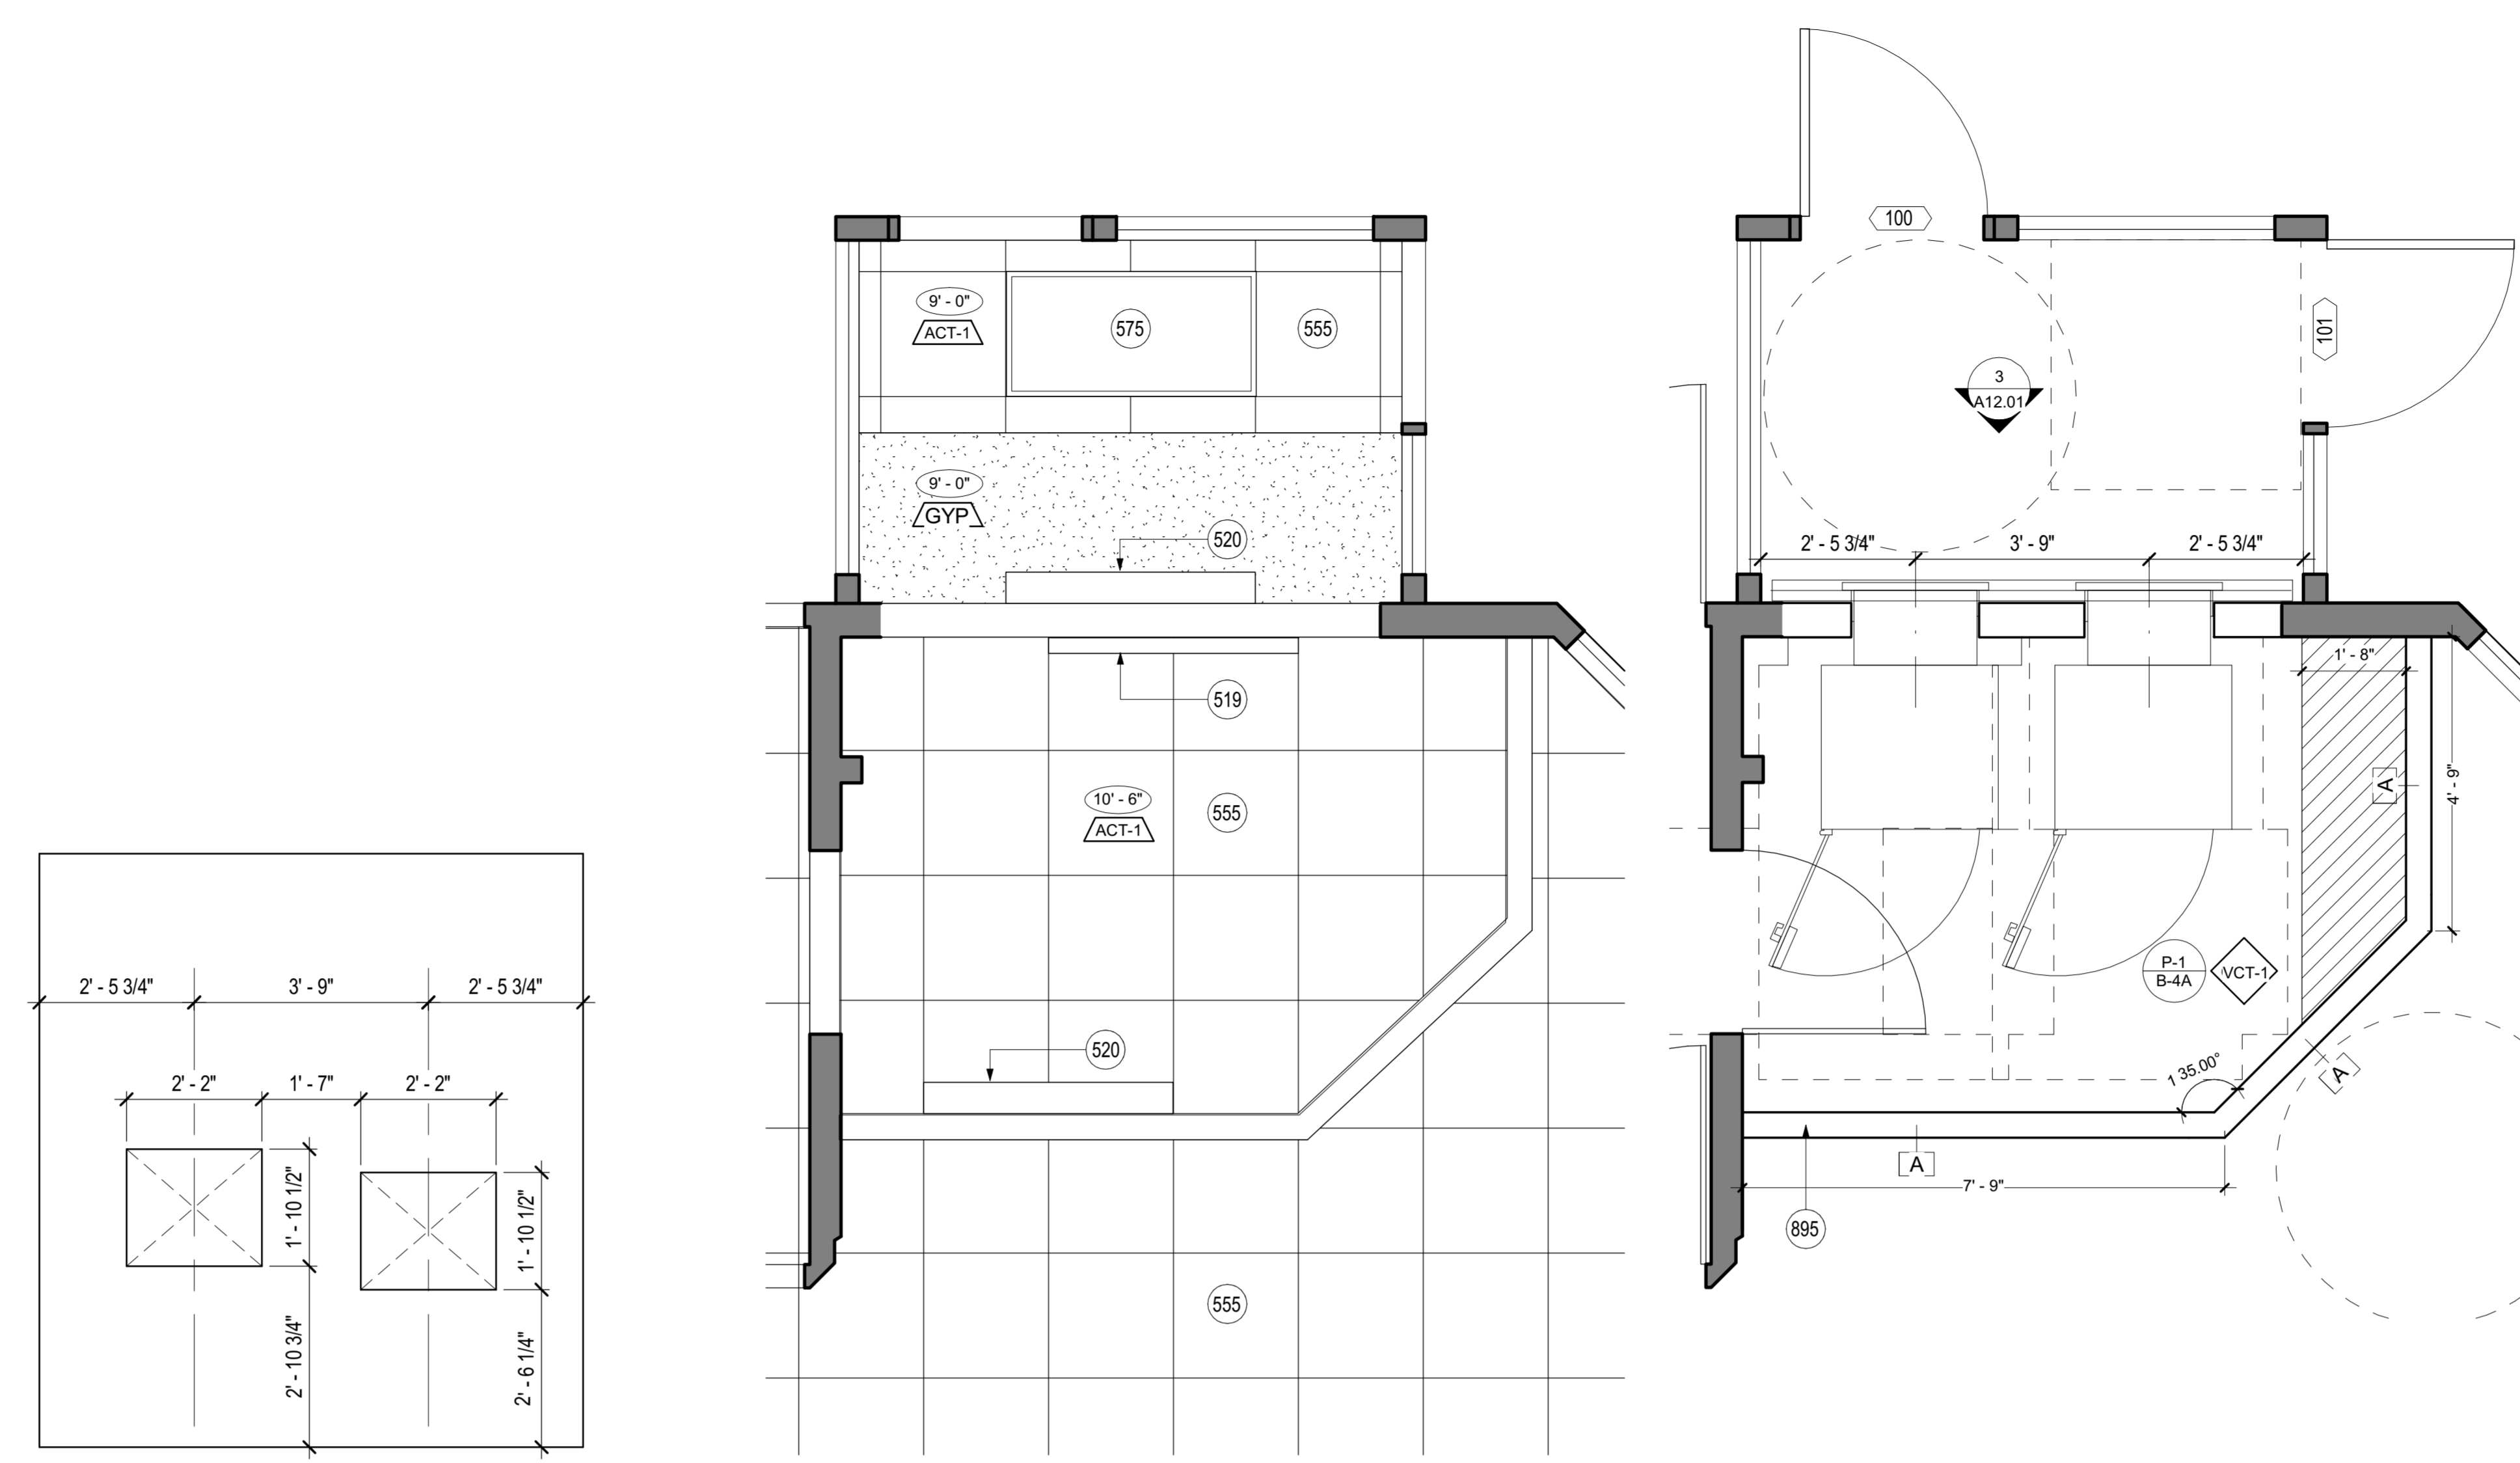 2' - 5 3/4"
3' - 9"
2' - 5 3/4"
2' - 2"
1' - 7"
2' - 2"
1' - 10 1/2"
1' - 10 1/2"
2' - 10 3/4"
2' - 6 1/4"
9' - 0"
ACT-1
575
555
9' - 0"
GYP
520
519
10' - 6"
ACT-1
555
520
555
100
101
3
A12.01
2' - 5 3/4"
3' - 9"
2' - 5 3/4"
1' - 8"
A
4' - 9"
P-1
B-4A
VCT-1
135.00°
A
A
7' - 9"
895